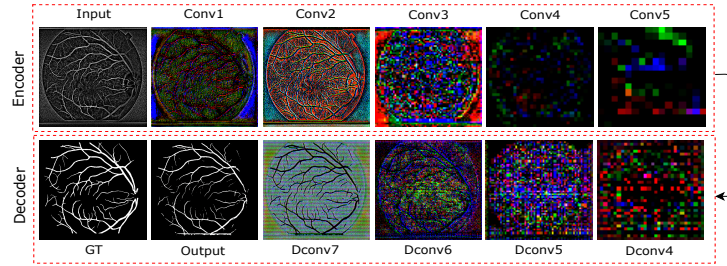 Input Conv1 Conv2 Conv3 Conv4 Conv5
Encoder
Decoder
GT Output Dconv7 Dconv6 Dconv5 Dconv4